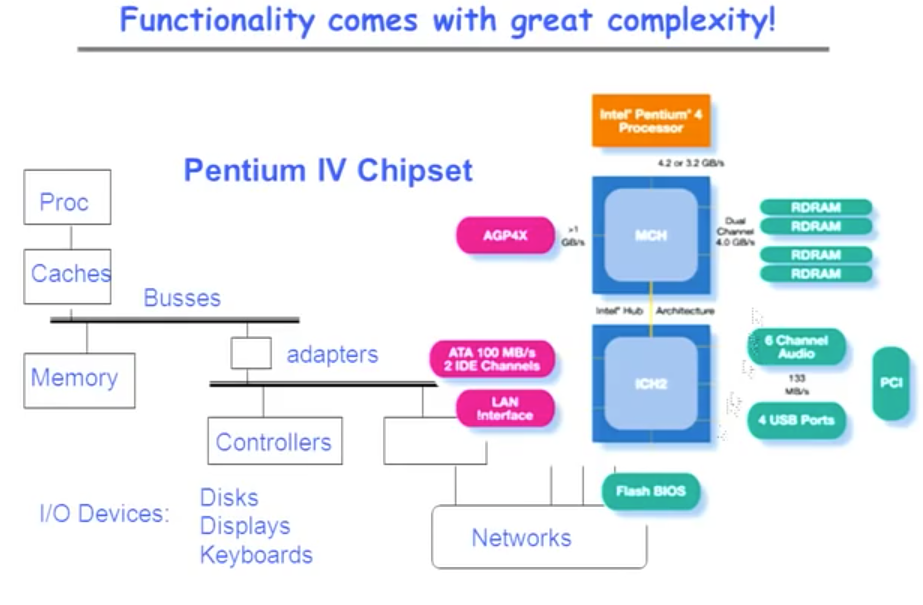 Functionality comes with great complexity!
Pentium IV Chipset
Proc
Caches
Busses
Memory
adapters
Controllers
I/O Devices:
Disks
Displays
Keyboards
Networks
Intel® Pentium® 4
Processor
4.2 or 3.2 GB/s
AGP4X
>1
GB/s
MCH
Dual
Channel
4.0 GB/s
RDRAM
RDRAM
RDRAM
RDRAM
Intel® Hub Architecture
ATA 100 MB/s
2 IDE Channels
LAN
Interface
ICH2
6 Channel
Audio
133
MB/s
4 USB Ports
PCI
Flash BIOS